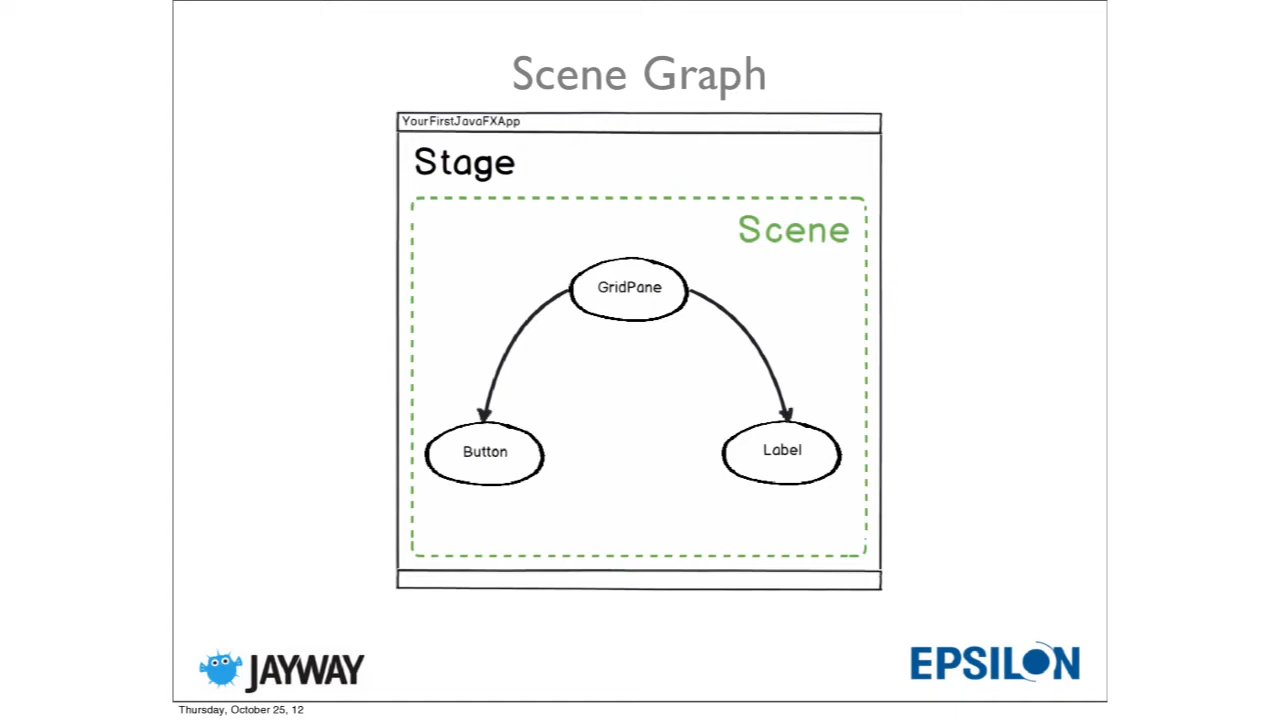 Scene Graph
YourFirstJavaFXApp
Stage
Scene
GridPane
Button
Label
JAYWAY
EPSILON
Thursday, October 25, 12